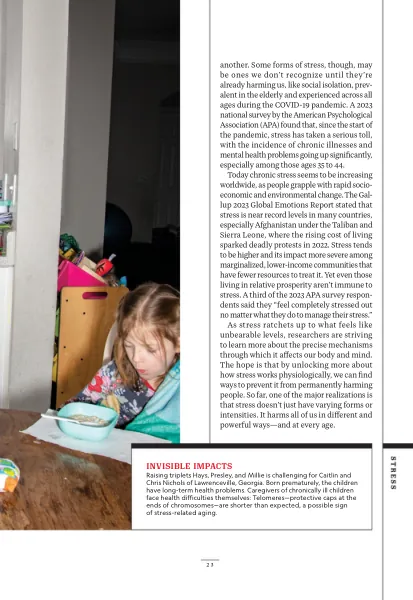 another. Some forms of stress, though, may
be ones we don't recognize until they're
already harming us, like social isolation, prev-
alent in the elderly and experienced across all
ages during the COVID-19 pandemic. A 2023
national survey by the American Psychological
Association (APA) found that, since the start of
the pandemic, stress has taken a serious toll,
with the incidence of chronic illnesses and
mental health problems going up significantly,
especially among those ages 35 to 44.
Today chronic stress seems to be increasing
worldwide, as people grapple with rapid socio-
economic and environmental change. The Gal-
lup 2023 Global Emotions Report stated that
stress is near record levels in many countries,
especially Afghanistan under the Taliban and
Sierra Leone, where the rising cost of living
sparked deadly protests in 2022. Stress tends
to be higher and its impact more severe among
marginalized, lower-income communities that
have fewer resources to treat it. Yet even those
living in relative prosperity aren't immune to
stress. A third of the 2023 APA survey respon-
dents said they "feel completely stressed out
no matter what they do to manage their stress."
As stress ratchets up to what feels like
unbearable levels, researchers are striving
to learn more about the precise mechanisms
through which it affects our body and mind.
The hope is that by unlocking more about
how stress works physiologically, we can find
ways to prevent it from permanently harming
people. So far, one of the major realizations is
that stress doesn't just have varying forms or
intensities. It harms all of us in different and
powerful ways—and at every age.
INVISIBLE IMPACTS
Raising triplets Hays, Presley, and Millie is challenging for Caitlin and
Chris Nichols of Lawrenceville, Georgia. Born prematurely, the children
have long-term health problems. Caregivers of chronically ill children
face health difficulties themselves: Telomeres—protective caps at the
ends of chromosomes—are shorter than expected, a possible sign
of stress-related aging.
STRESS
23